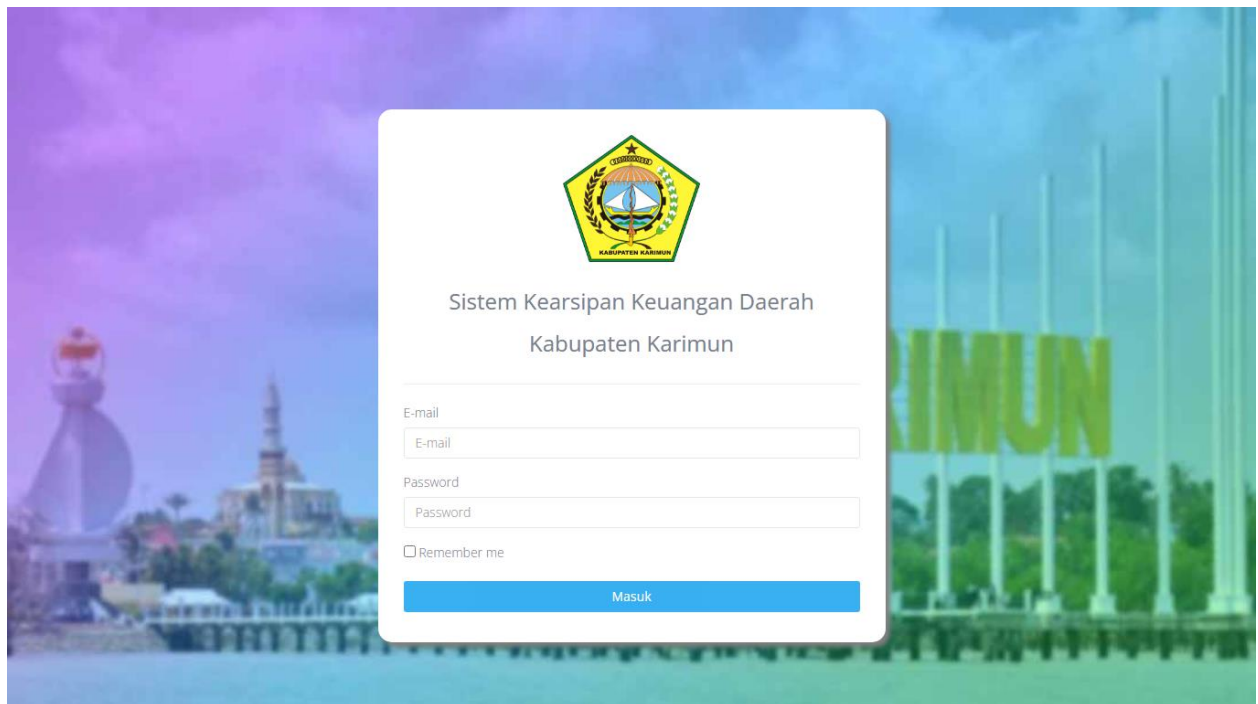 KABUPATEN KARIMUN
Sistem Kearsipan Keuangan Daerah
Kabupaten Karimun
E-mail
E-mail
Password
Password
Remember me
Masuk
RIMUN